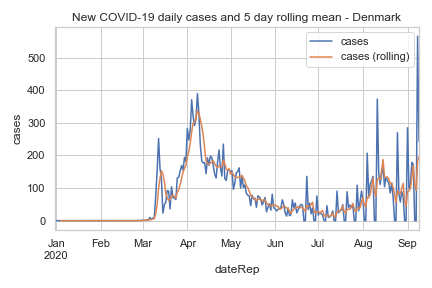 New COVID-19 daily cases and 5 day rolling mean - Denmark
cases
cases (rolling)
500
400
300
200
100
0
cases
Jan
2020
Feb
Mar
Apr
May
Jun
Jul
Aug
Sep
dateRep